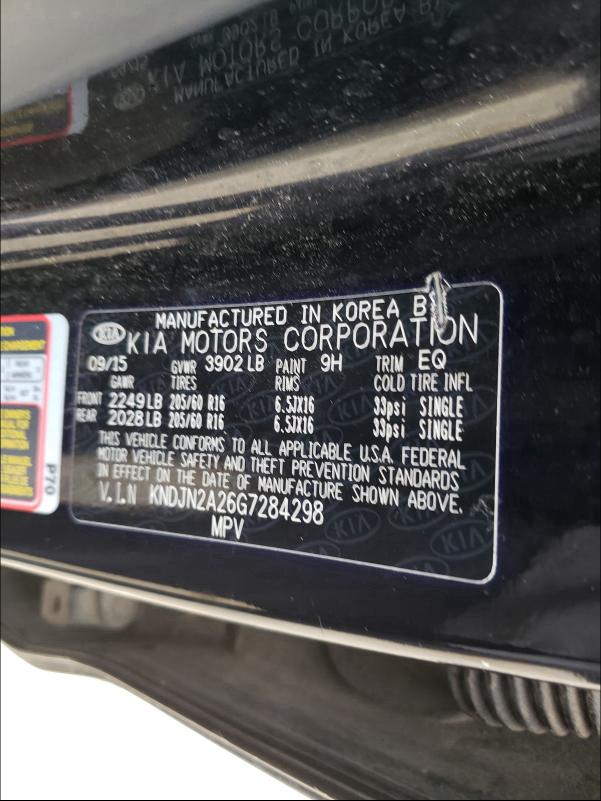 MANUFACTURED IN KOREA BY
KIA KIA MOTORS CORPORATION
09/15 GVWR 3902 LB PAINT 9H TRIM EQ
GAWR TIRES RIMS COLD TIRE INFL
FRONT 2249 LB 205/60 R16 6.5JX16 33psi SINGLE
REAR 2028 LB 205/60 R16 6.5JX16 33psi SINGLE
THIS VEHICLE CONFORMS TO ALL APPLICABLE U.S.A. FEDERAL
MOTOR VEHICLE SAFETY AND THEFT PREVENTION STANDARDS
IN EFFECT ON THE DATE OF MANUFACTURE SHOWN ABOVE.
V.I.N KNDJN2A26G7284298
MPV
P70